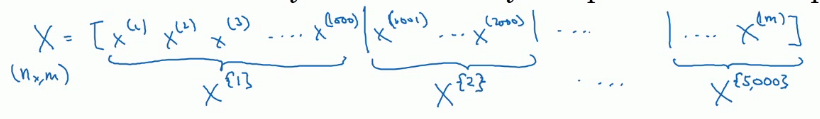 X = [ x^(1) x^(2) x^(3) .... x^(1000) | x^(1001) ... x^(2000) | .... | .... x^(m) ]
(n_x, m)
X^{1} X^{2} .... X^{5,000}